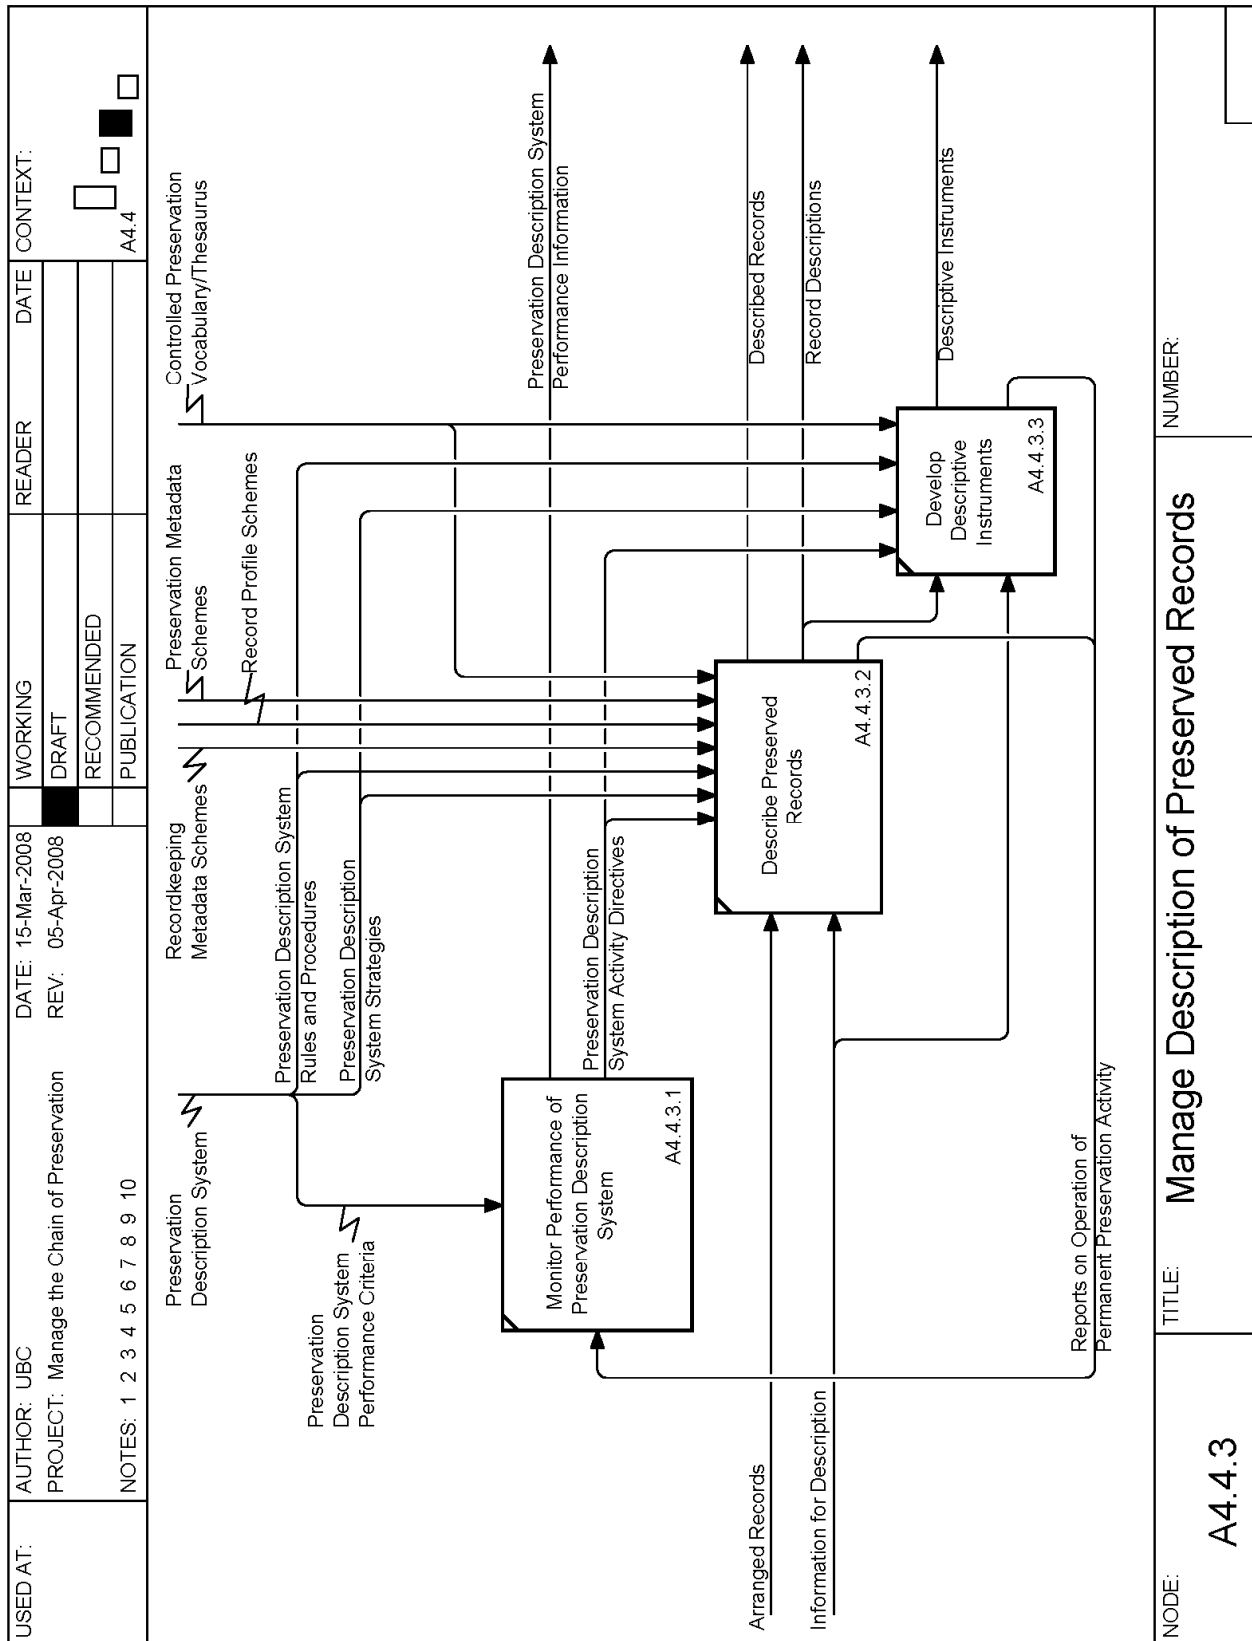 USED AT:
AUTHOR: UBC
PROJECT: Manage the Chain of Preservation
NOTES: 1 2 3 4 5 6 7 8 9 10
DATE: 15-Mar-2008
REV: 05-Apr-2008
WORKING
DRAFT
RECOMMENDED
PUBLICATION
READER
DATE
CONTEXT:
A4.4
Preservation
Description System
Recordkeeping
Metadata Schemes
Preservation Metadata
Schemes
Record Profile Schemes
Controlled Preservation
Vocabulary/Thesaurus
Preservation Description System
Rules and Procedures
Preservation Description
System Strategies
Preservation
Description System
Performance Criteria
Monitor Performance of
Preservation Description
System
A4.4.3.1
Preservation Description System
Performance Information
Preservation Description
System Activity Directives
Describe Preserved
Records
A4.4.3.2
Described Records
Record Descriptions
Arranged Records
Information for Description
Develop
Descriptive
Instruments
A4.4.3.3
Descriptive Instruments
Reports on Operation of
Permanent Preservation Activity
NODE:
A4.4.3
TITLE:
Manage Description of Preserved Records
NUMBER: